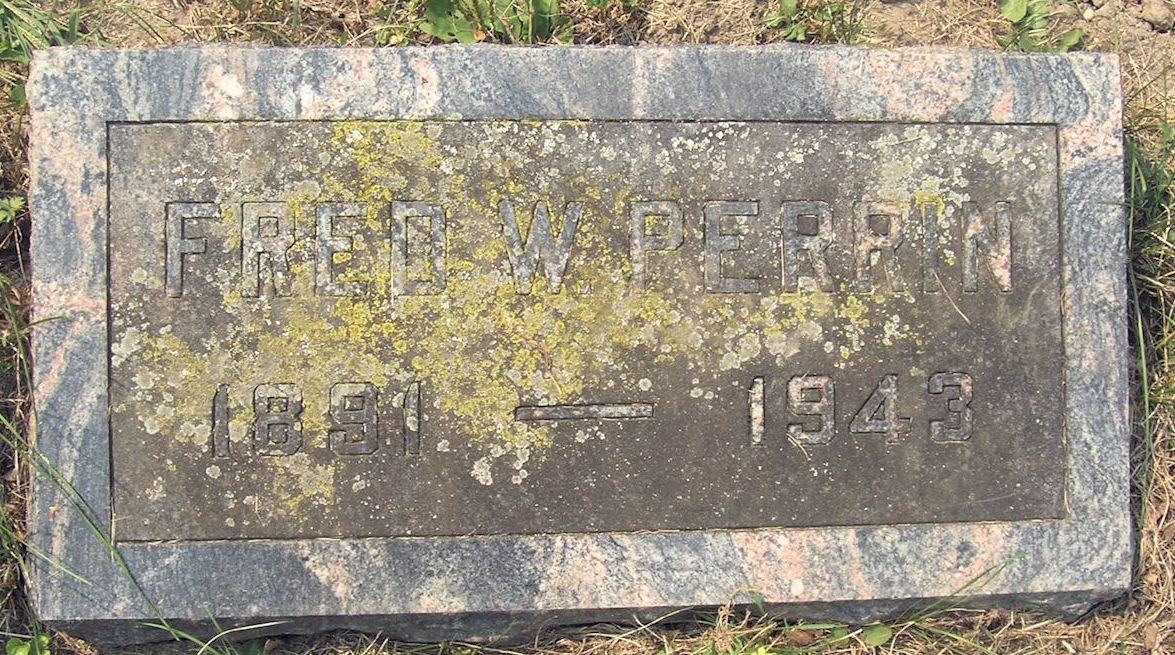 FRED W. PERRIN
1891 — 1943